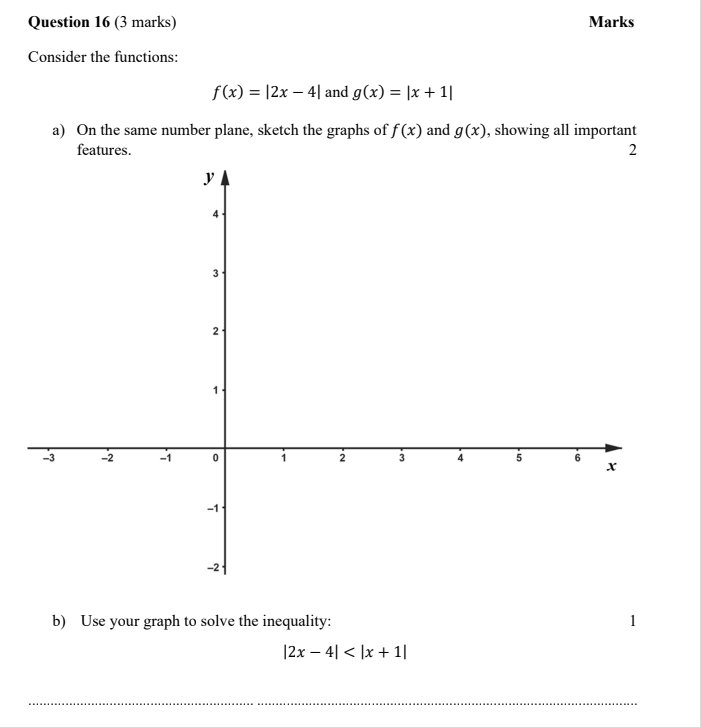 Question 16 (3 marks) Marks
Consider the functions:
f(x) = |2x − 4| and g(x) = |x + 1|
a) On the same number plane, sketch the graphs of f(x) and g(x), showing all important
features. 2
y
4
3
2
1
−3 −2 −1 0 1 2 3 4 5 6
x
−1
−2
b) Use your graph to solve the inequality: 1
|2x − 4| < |x + 1|